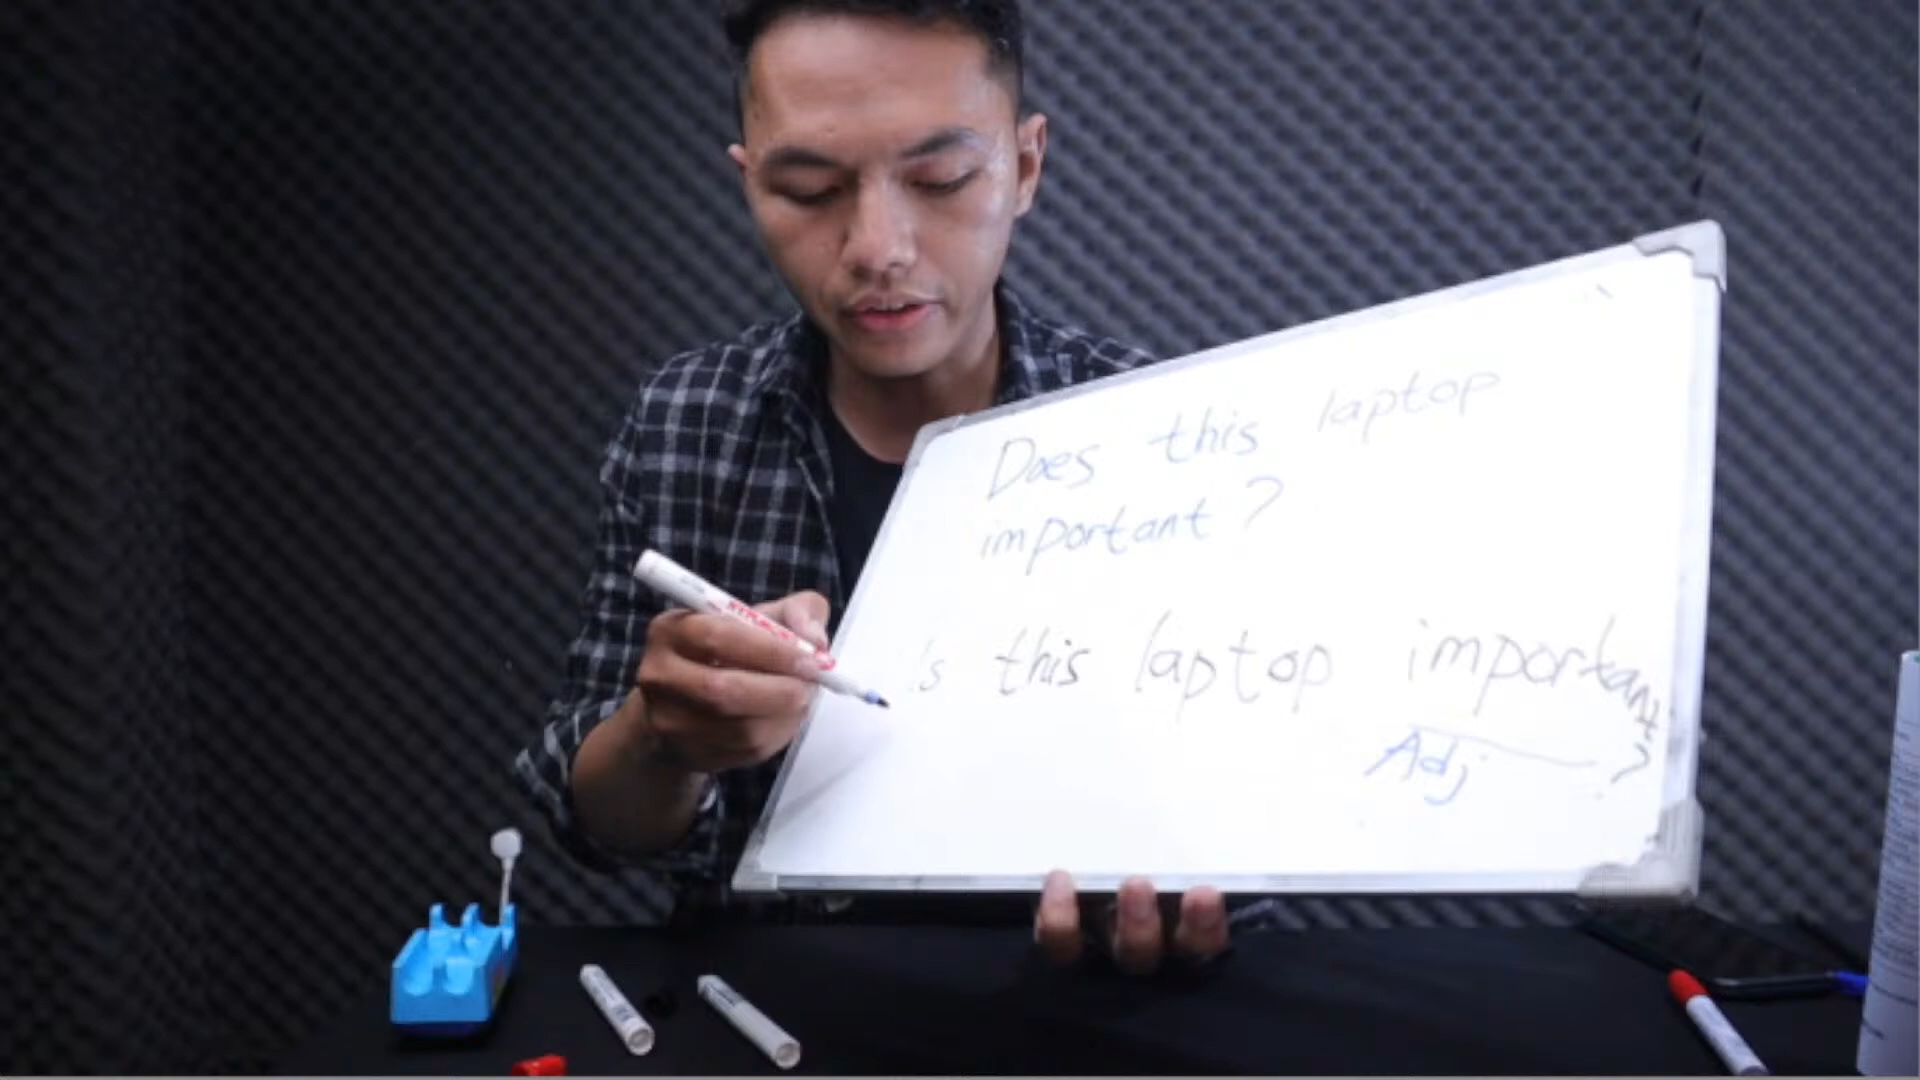 Does this laptop
important?
is this laptop important?
Adj